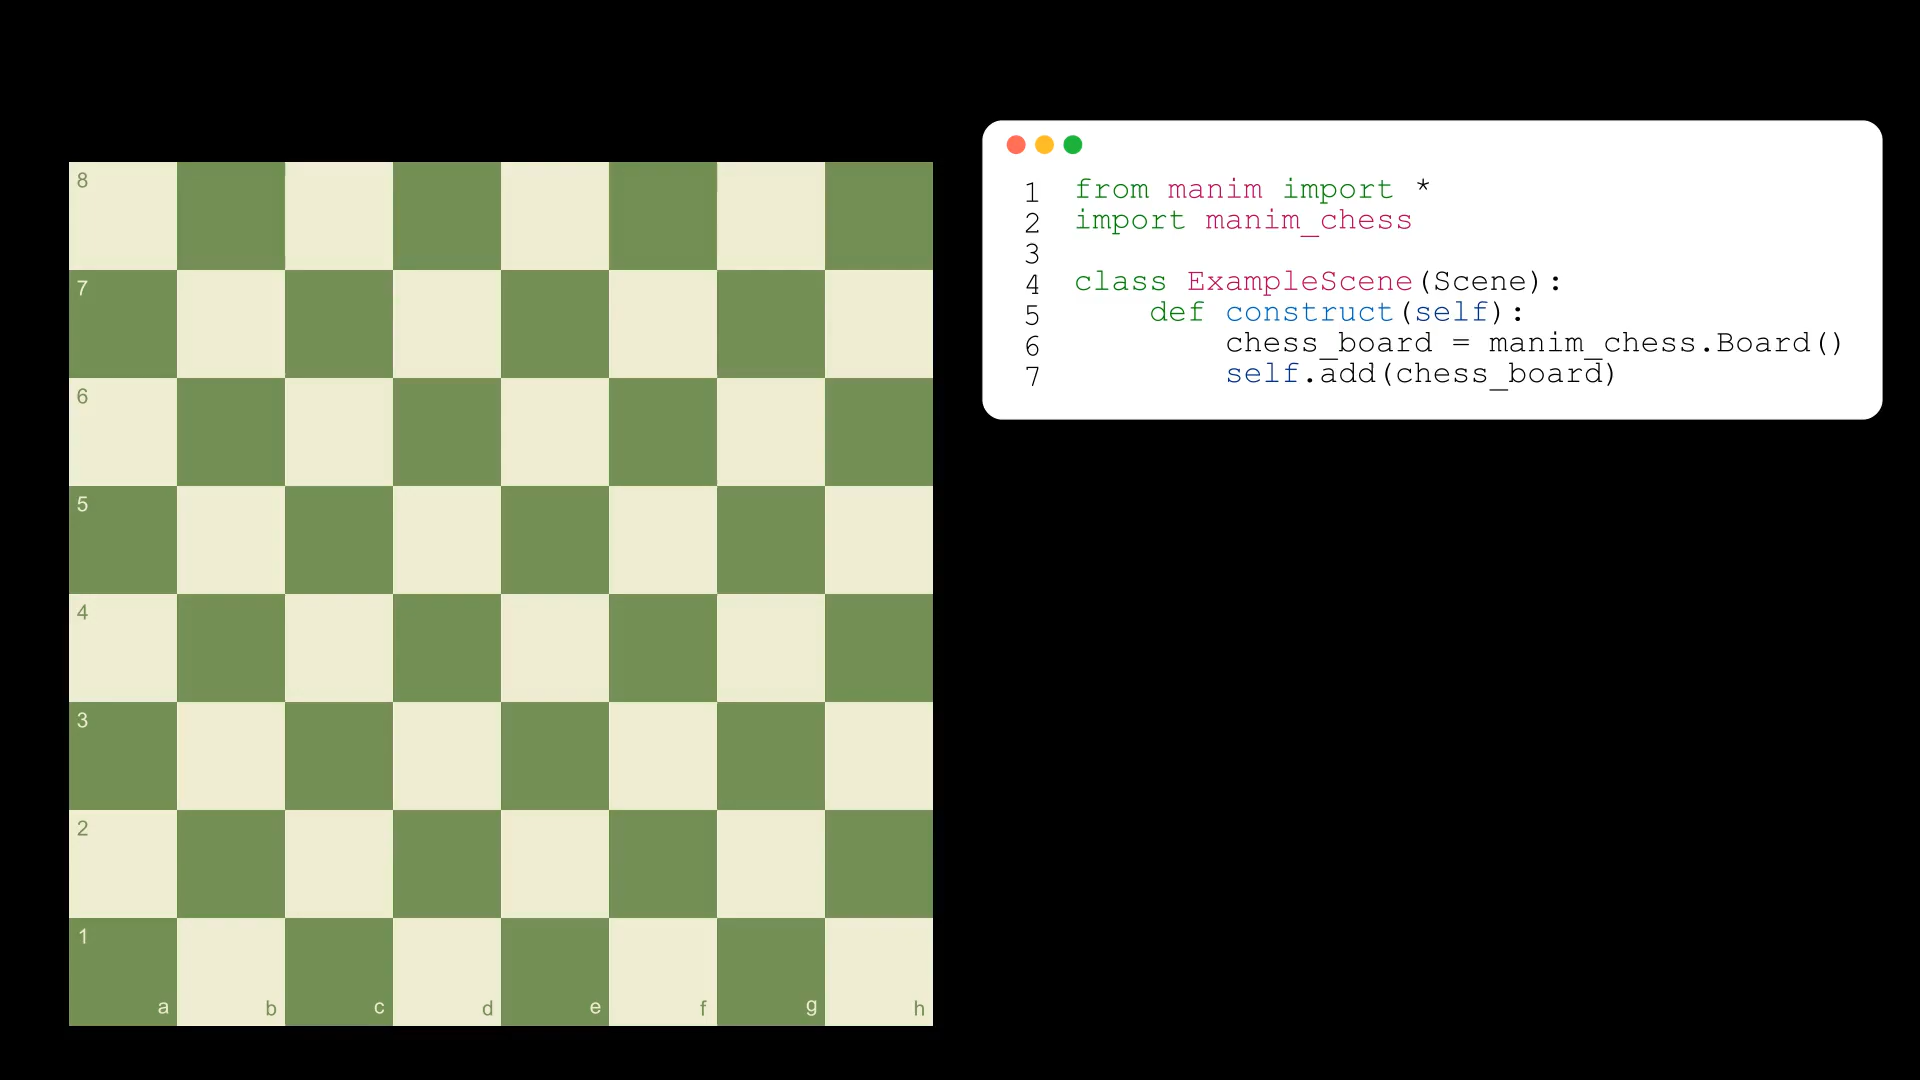 8
7
6
5
4
3
2
1
a b c d e f g h
1 from manim import *
2 import manim_chess
3
4 class ExampleScene(Scene):
5     def construct(self):
6         chess_board = manim_chess.Board()
7         self.add(chess_board)